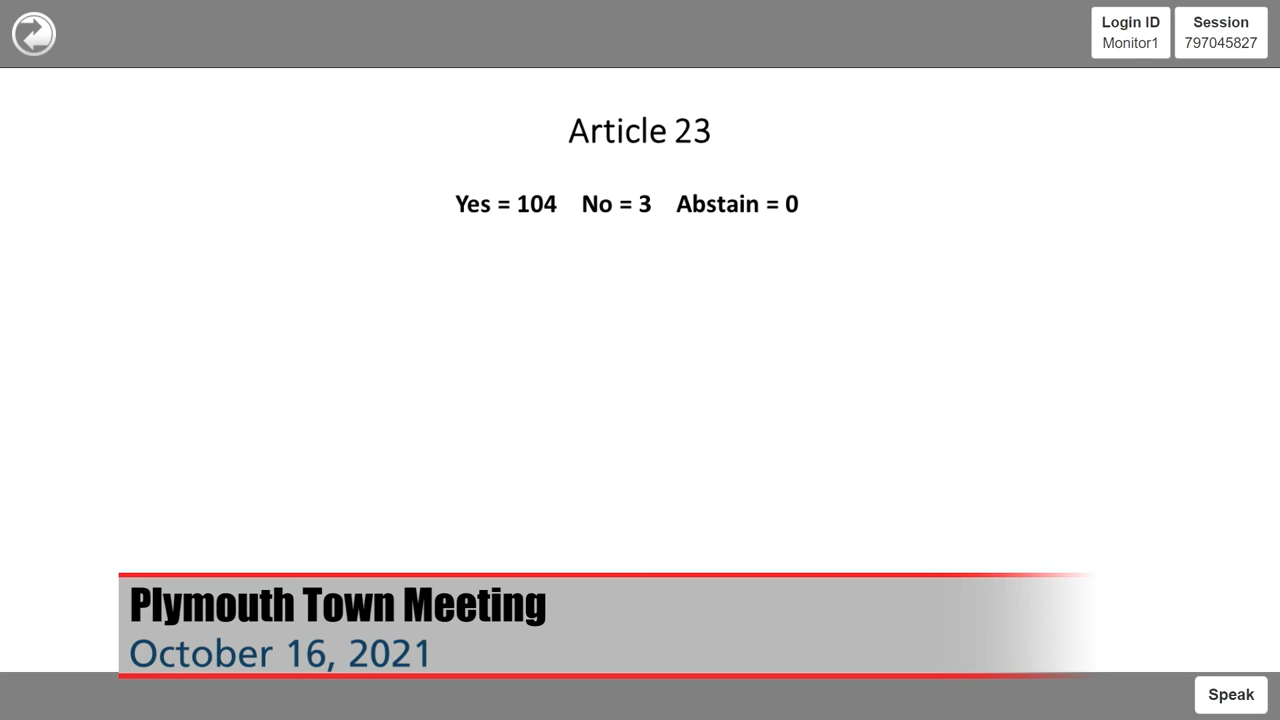 Login ID
Monitor1
Session
797045827
Article 23
Yes = 104 No = 3 Abstain = 0
Plymouth Town Meeting
October 16, 2021
Speak